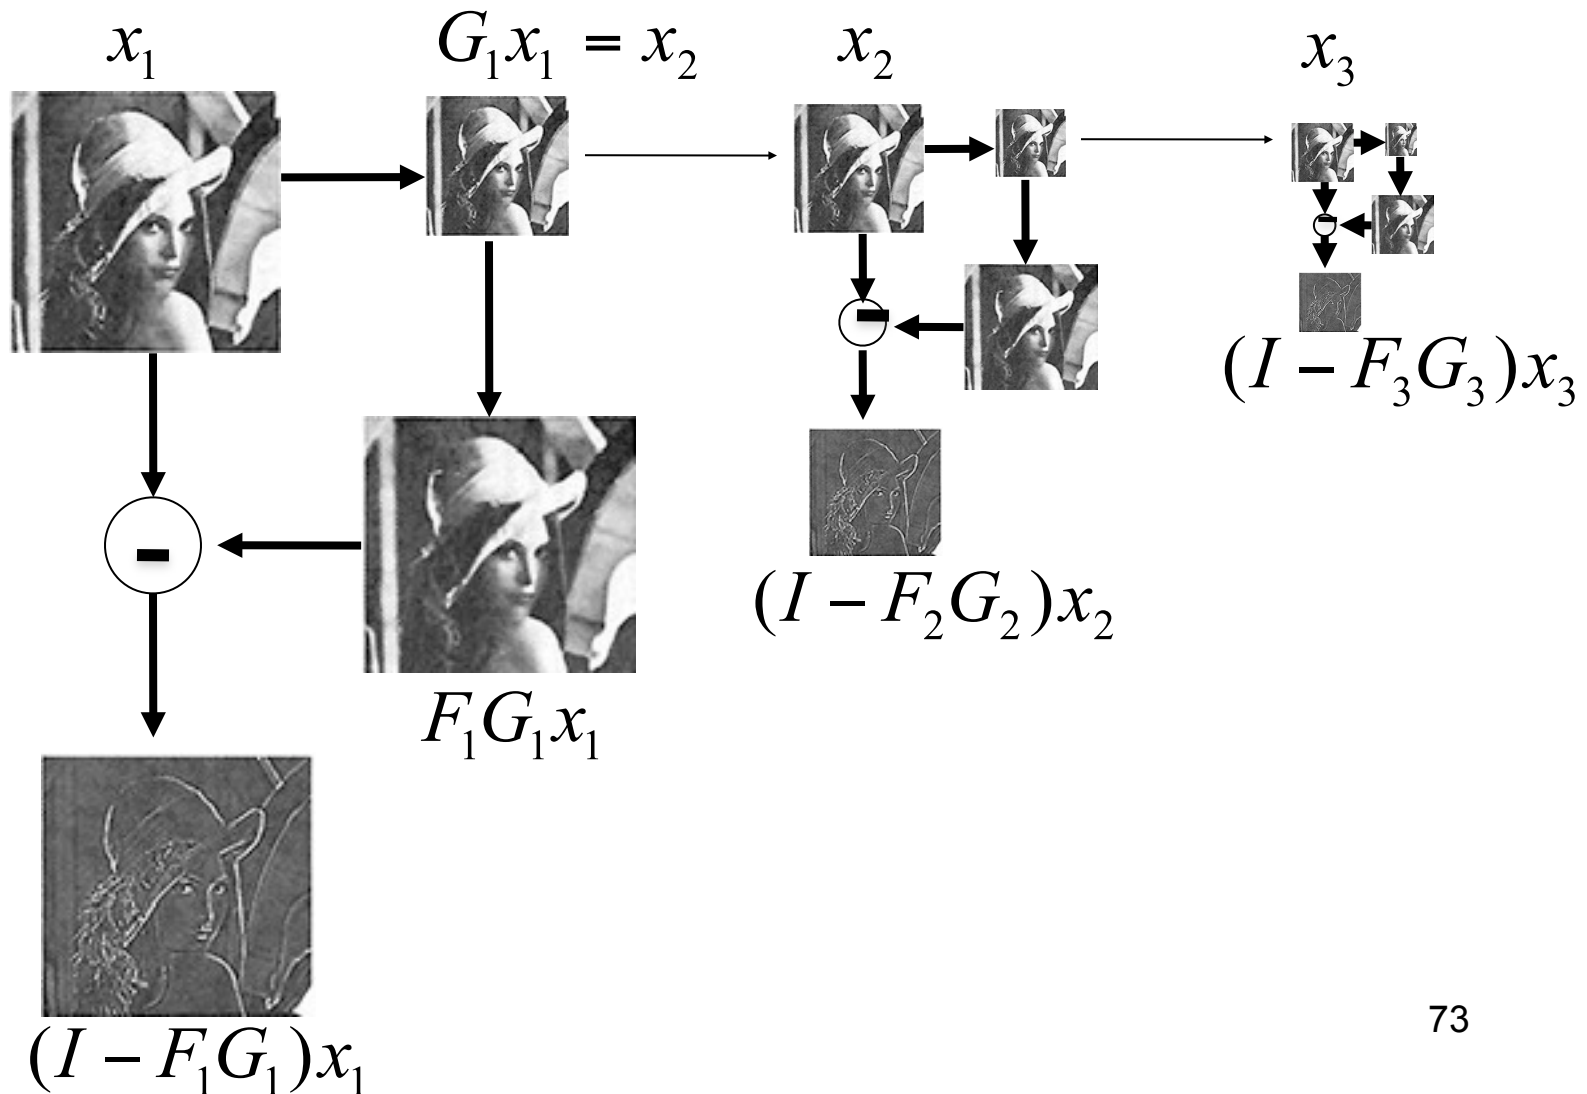 x₁
G₁x₁ = x₂
x₂
x₃
(I − F₃G₃)x₃
(I − F₂G₂)x₂
F₁G₁x₁
(I − F₁G₁)x₁
73